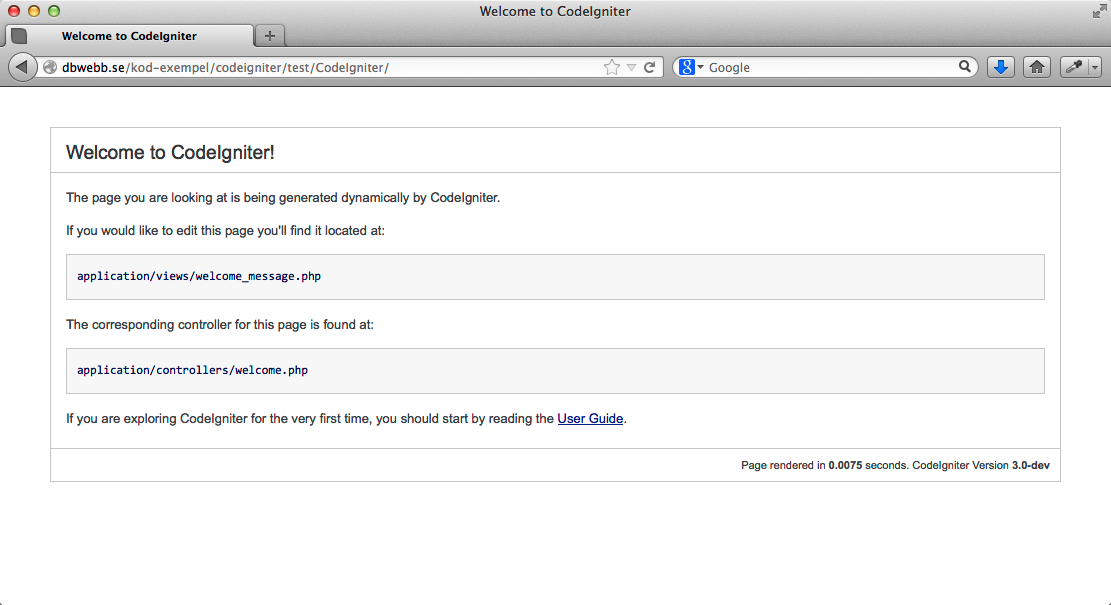 Welcome to CodeIgniter
Welcome to CodeIgniter
dbwebb.se/kod-exempel/codeigniter/test/CodeIgniter/
Google
Welcome to CodeIgniter!
The page you are looking at is being generated dynamically by CodeIgniter.
If you would like to edit this page you'll find it located at:
application/views/welcome_message.php
The corresponding controller for this page is found at:
application/controllers/welcome.php
If you are exploring CodeIgniter for the very first time, you should start by reading the User Guide.
Page rendered in 0.0075 seconds. CodeIgniter Version 3.0-dev